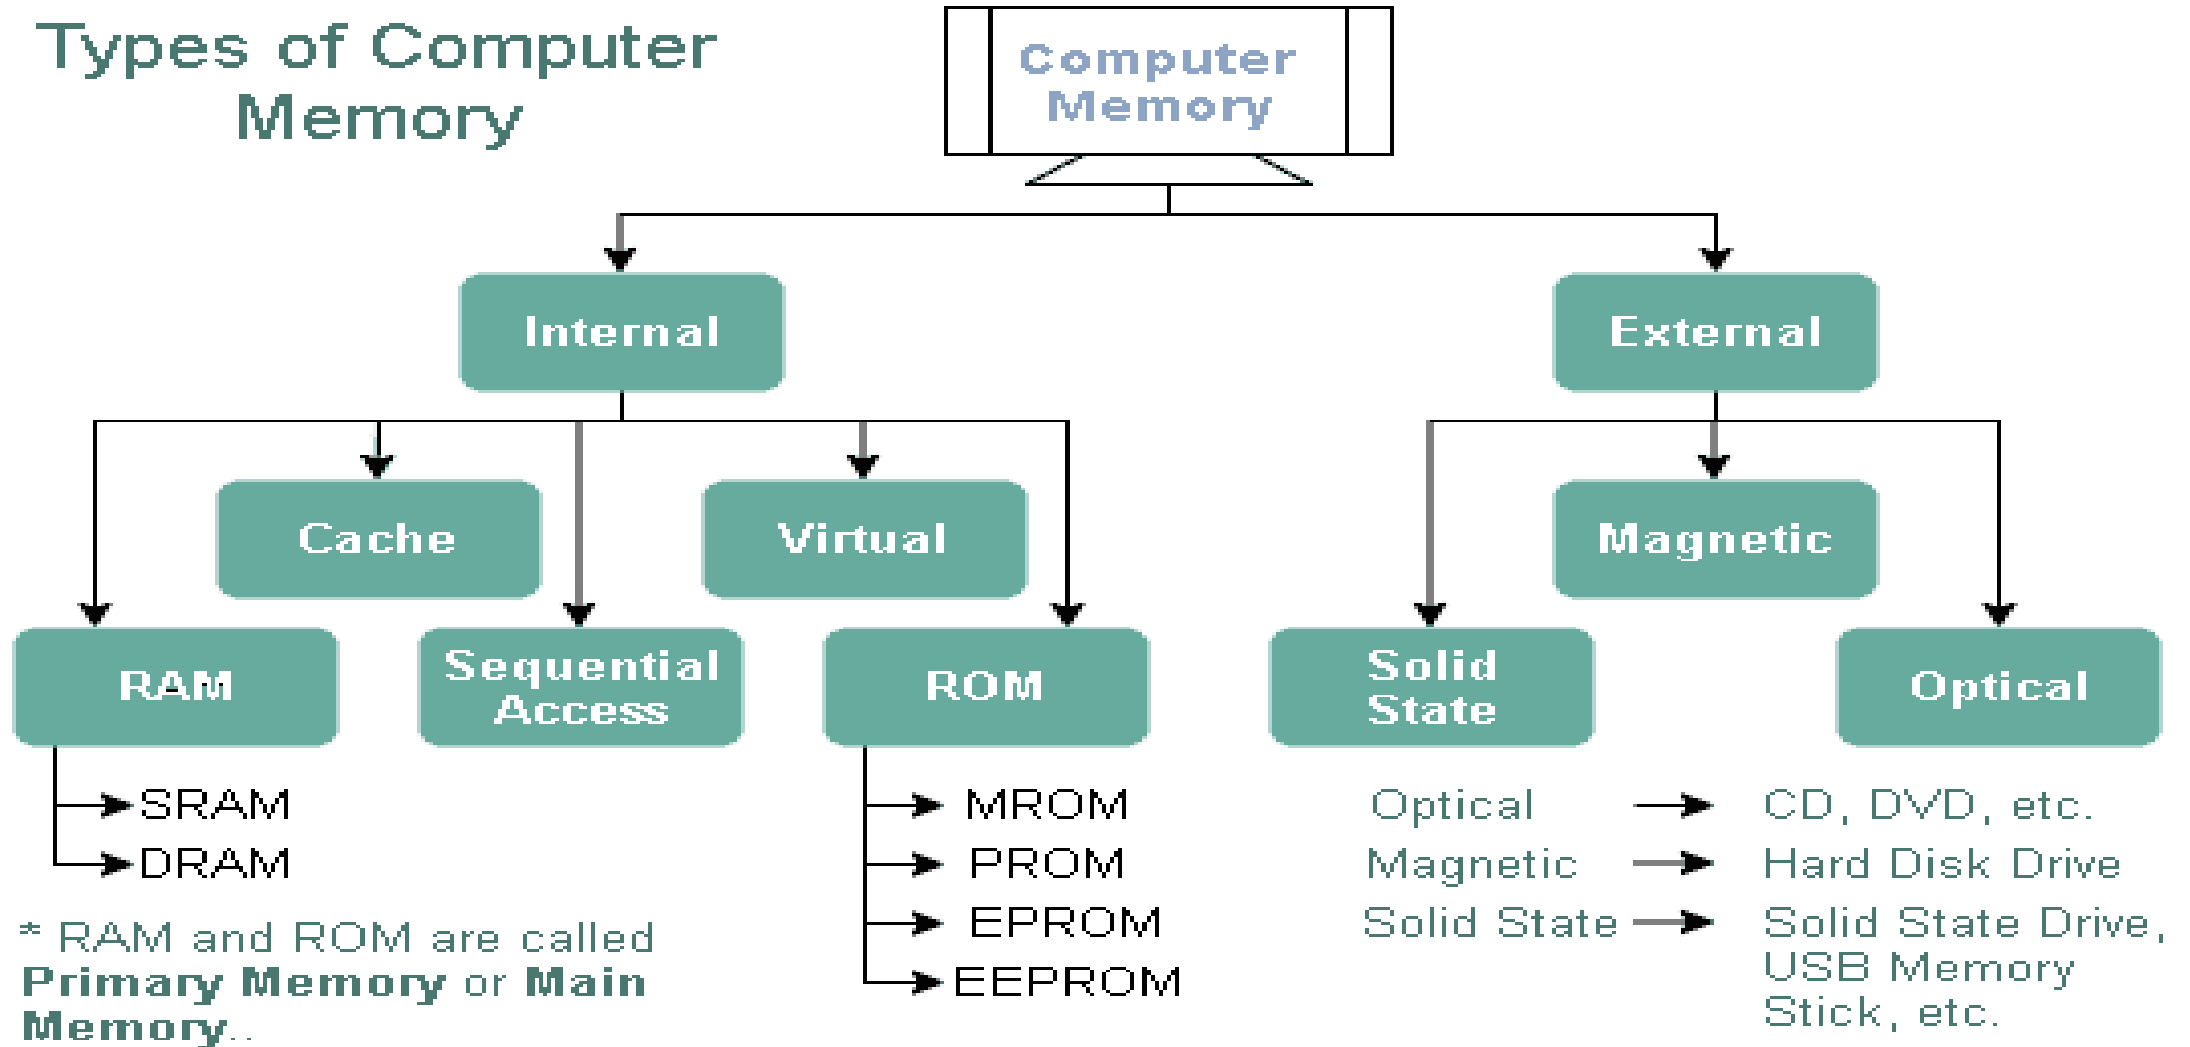 Types of Computer
Memory
Computer
Memory
Internal
External
Cache
Virtual
Magnetic
RAM
Sequential
Access
ROM
Solid
State
Optical
SRAM
DRAM
MROM
PROM
EPROM
EEPROM
Optical CD, DVD, etc.
Magnetic Hard Disk Drive
Solid State Solid State Drive,
USB Memory
Stick, etc.
* RAM and ROM are called
Primary Memory or Main
Memory..